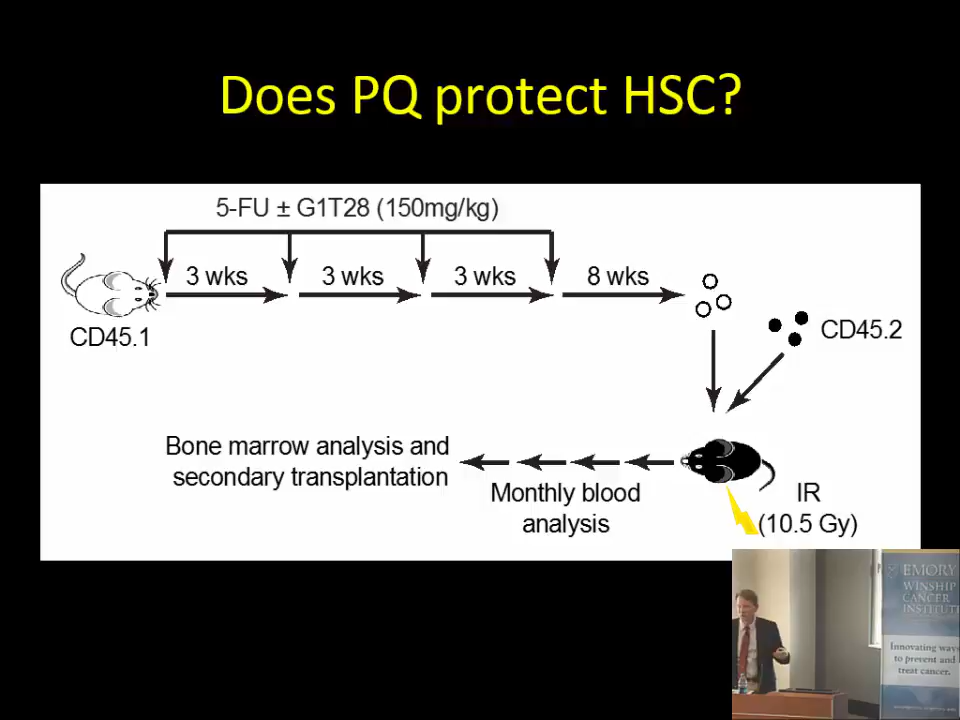 Does PQ protect HSC?
5-FU ± G1T28 (150mg/kg)
3 wks
3 wks
3 wks
8 wks
CD45.1
CD45.2
Bone marrow analysis and
secondary transplantation
Monthly blood
analysis
IR
(10.5 Gy)
EMORY
WINSHIP
CANCER
INSTITUTE
Innovating ways
to prevent and
treat cancer.